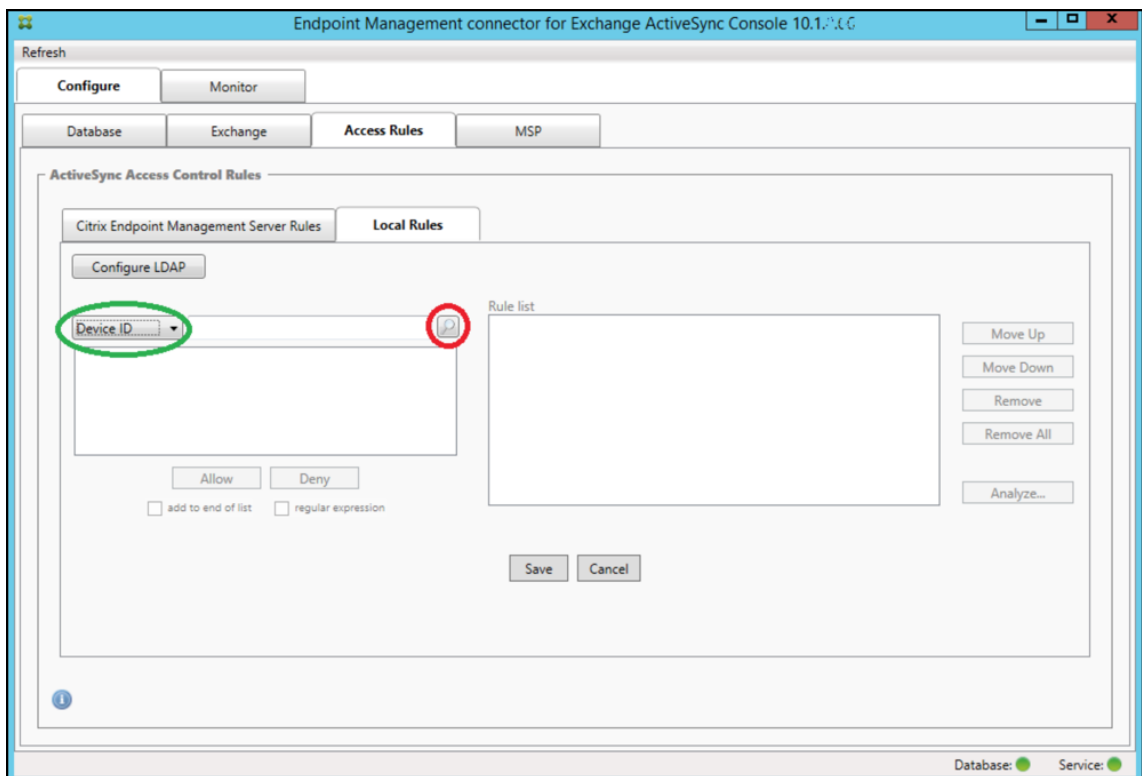 Endpoint Management connector for Exchange ActiveSync Console 10.1.
Refresh
Configure Monitor
Database Exchange Access Rules MSP
ActiveSync Access Control Rules
Citrix Endpoint Management Server Rules Local Rules
Configure LDAP
Rule list
Device ID
Move Up
Move Down
Remove
Remove All
Allow Deny
Analyze...
add to end of list regular expression
Save Cancel
Database: Service: